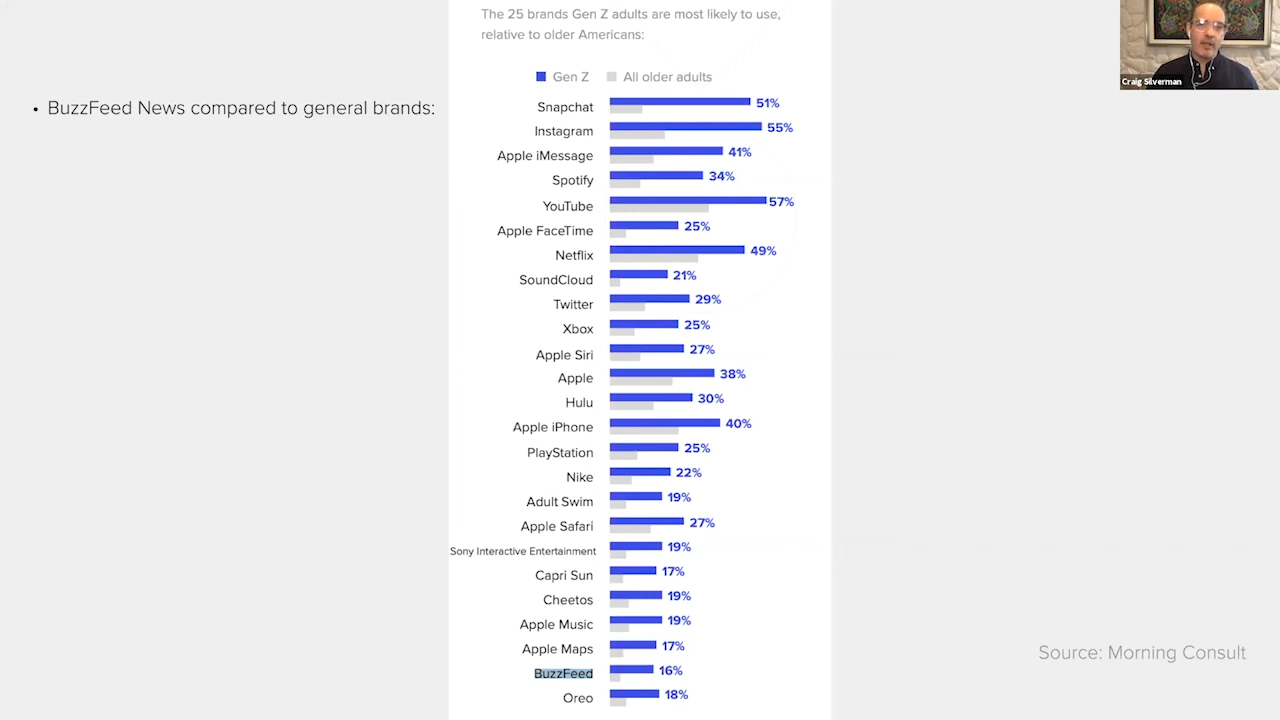 The 25 brands Gen Z adults are most likely to use,
relative to older Americans:
Gen Z All older adults
• BuzzFeed News compared to general brands:
Snapchat 51%
Instagram 55%
Apple iMessage 41%
Spotify 34%
YouTube 57%
Apple FaceTime 25%
Netflix 49%
SoundCloud 21%
Twitter 29%
Xbox 25%
Apple Siri 27%
Apple 38%
Hulu 30%
Apple iPhone 40%
PlayStation 25%
Nike 22%
Adult Swim 19%
Apple Safari 27%
Sony Interactive Entertainment 19%
Capri Sun 17%
Cheetos 19%
Apple Music 19%
Apple Maps 17%
BuzzFeed 16%
Oreo 18%
Craig Silverman
Source: Morning Consult